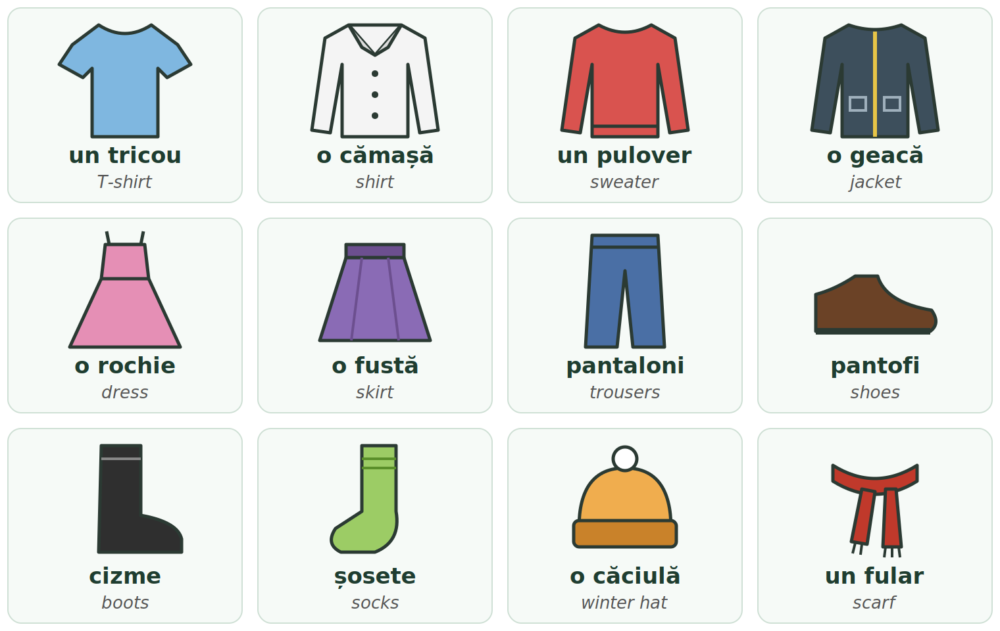 un tricou
T-shirt
o cămașă
shirt
un pulover
sweater
o geacă
jacket
o rochie
dress
o fustă
skirt
pantaloni
trousers
pantofi
shoes
cizme
boots
șosete
socks
o căciulă
winter hat
un fular
scarf